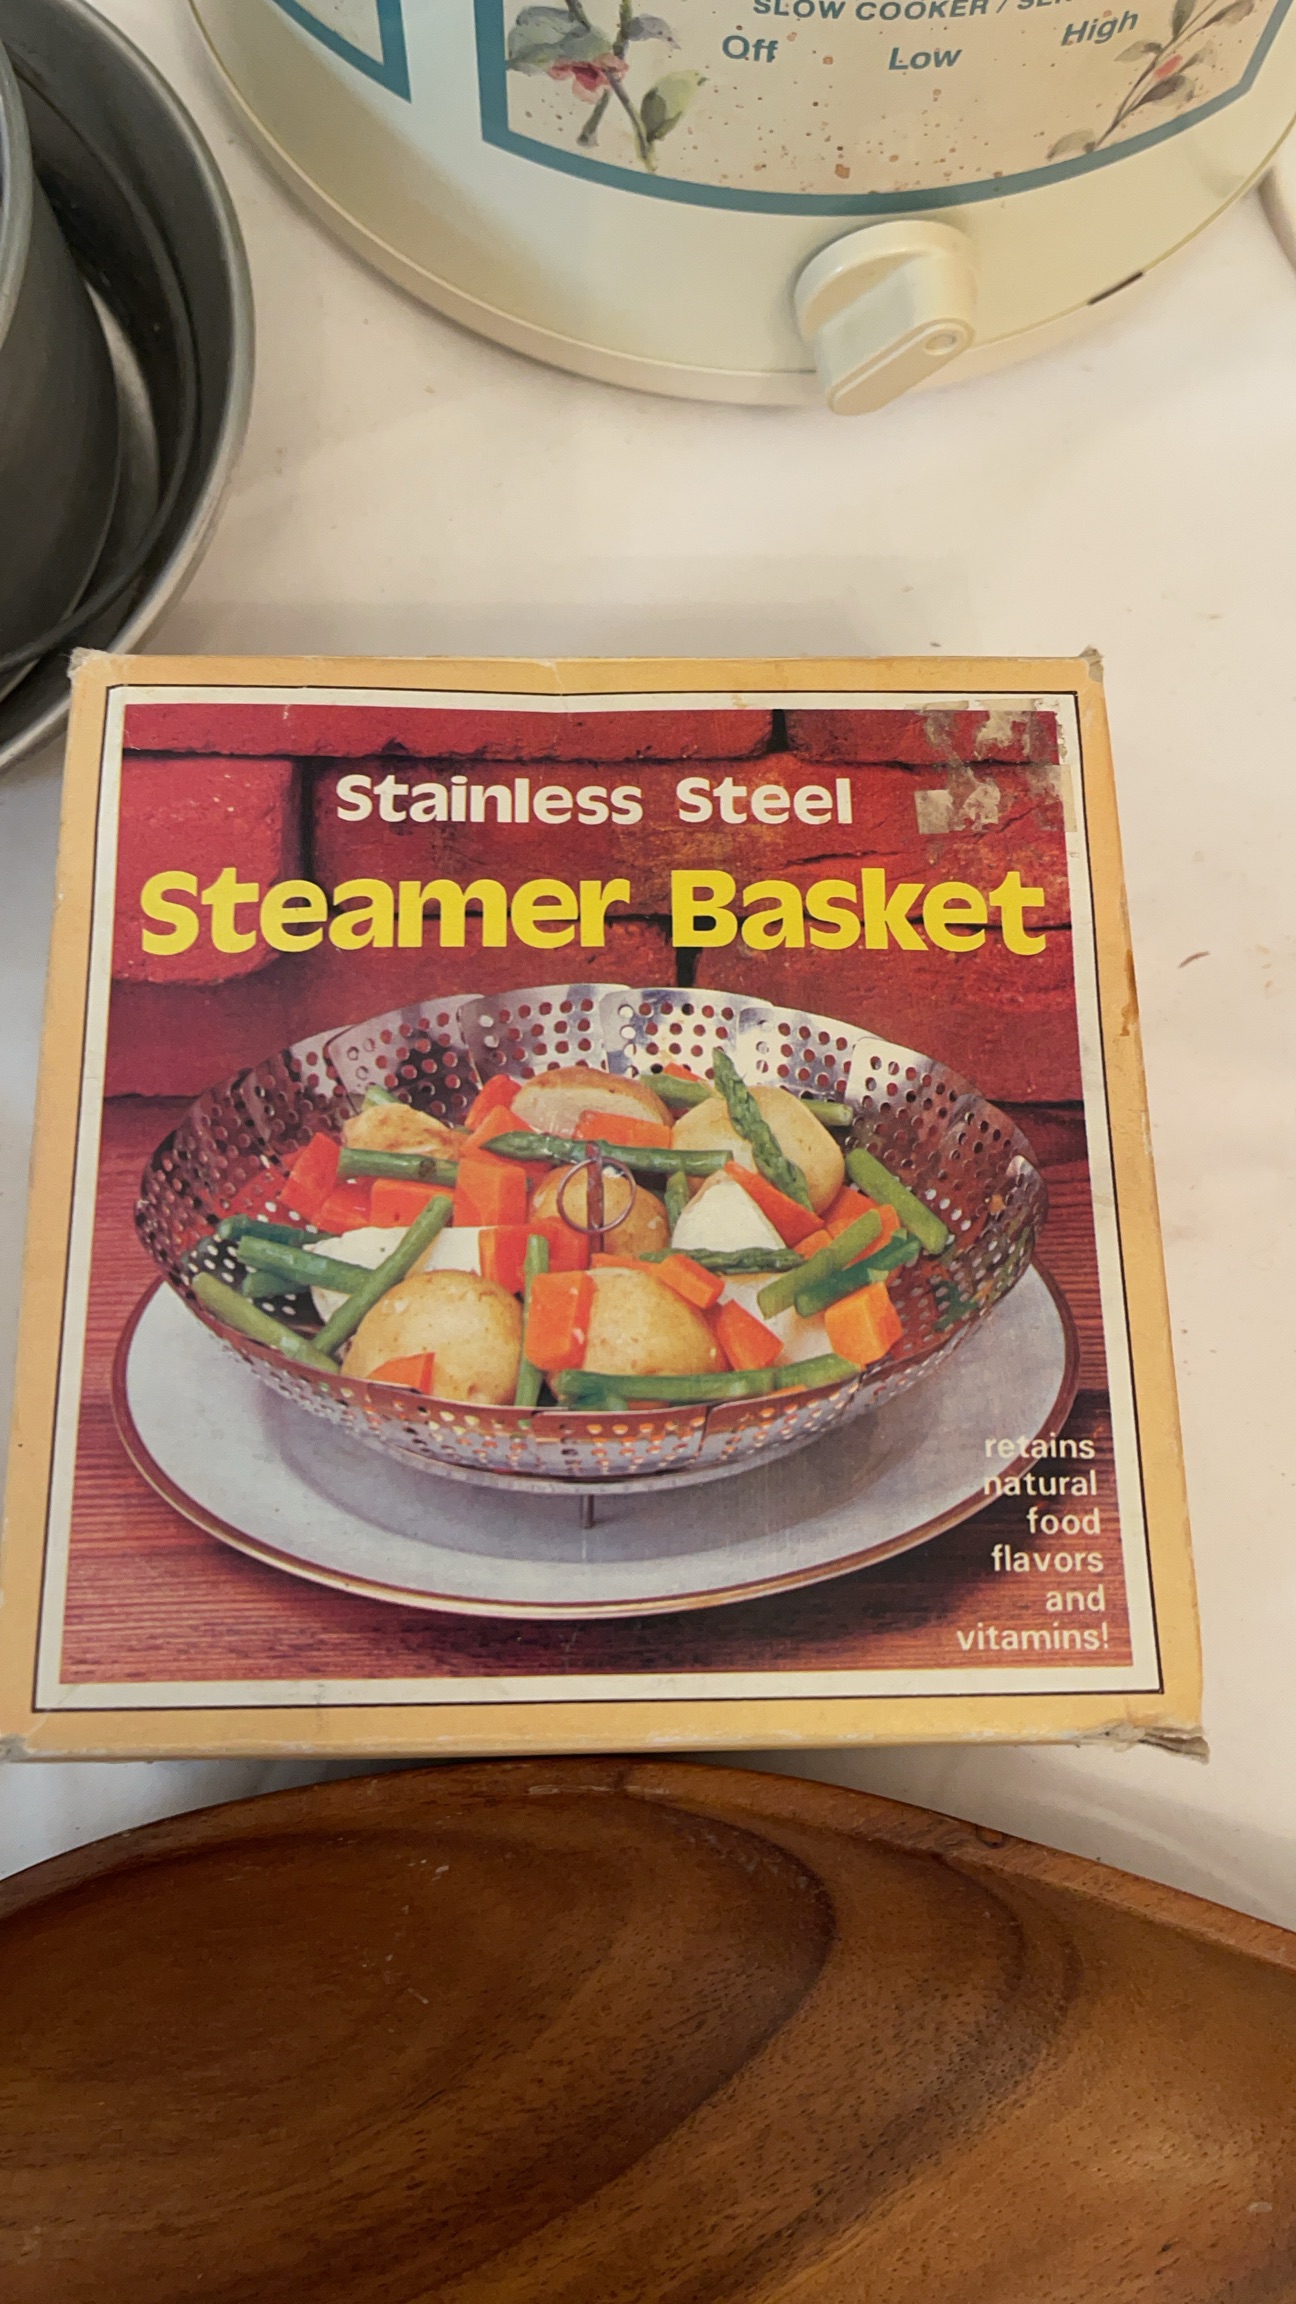 SLOW COOKER /
Off Low High
Stainless Steel
Steamer Basket
retains
natural
food
flavors
and
vitamins!